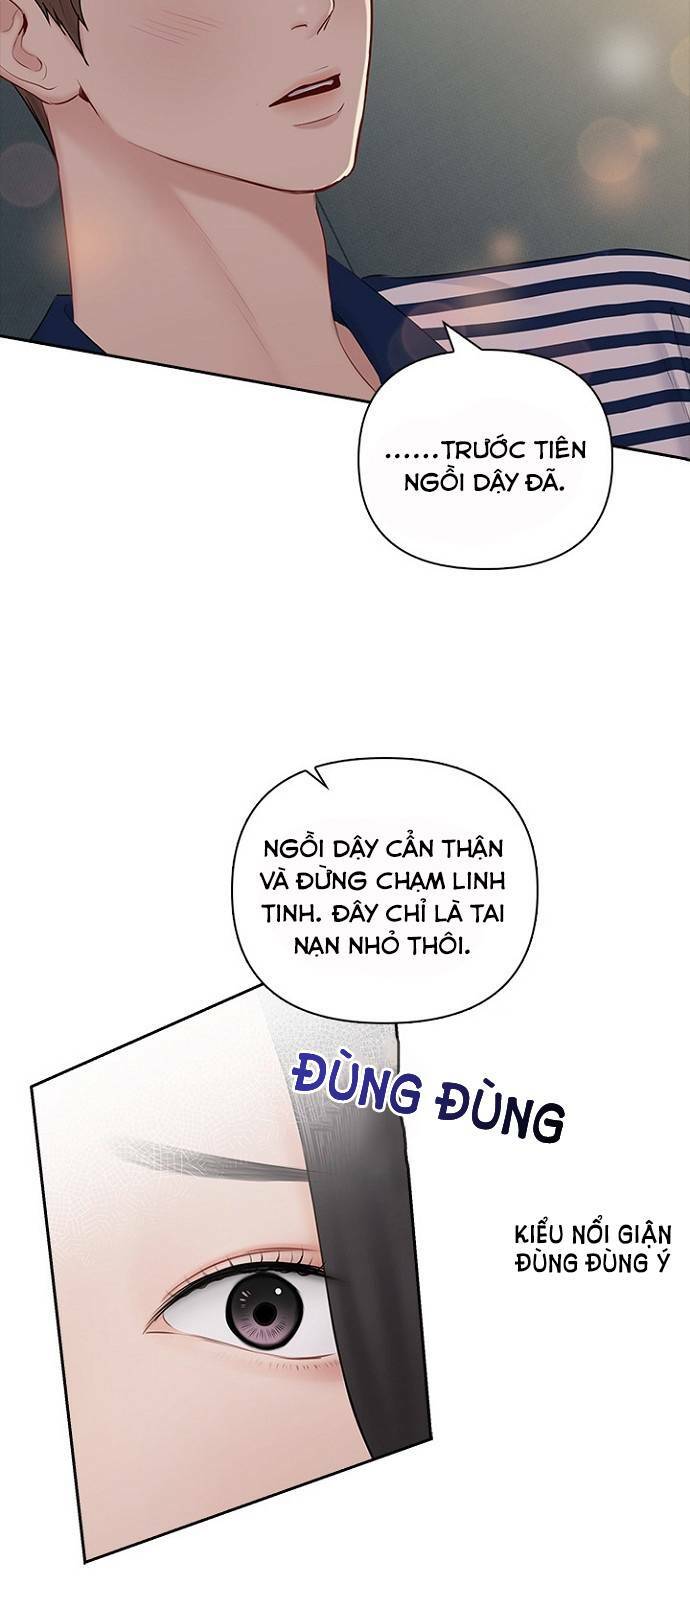 ......TRƯỚC TIÊN
NGỒI DẬY ĐÃ.
NGỒI DẬY CẨN THẬN
VÀ ĐỪNG CHẠM LINH
TINH. ĐÂY CHỈ LÀ TAI
NẠN NHỎ THÔI.
ĐÙNG ĐÙNG
KIỂU NỔI GIẬN
ĐÙNG ĐÙNG Ý